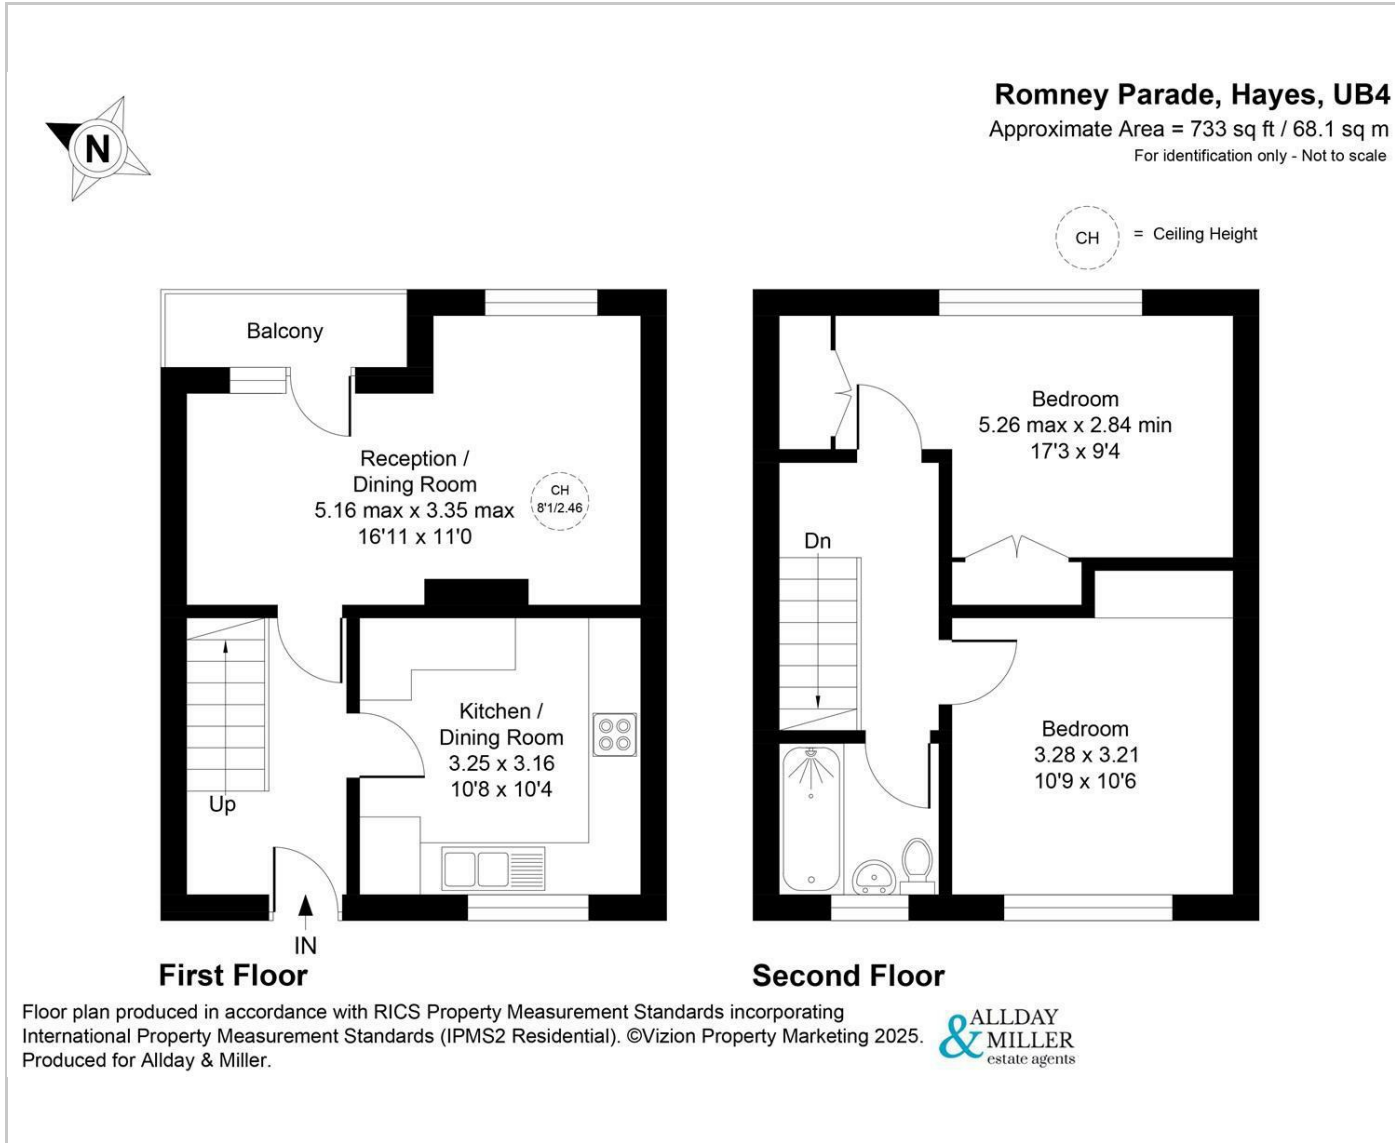 Romney Parade, Hayes, UB4
Approximate Area = 733 sq ft / 68.1 sq m
For identification only - Not to scale
N
CH = Ceiling Height
Balcony
Reception /
Dining Room
5.16 max x 3.35 max
16'11 x 11'0
CH
8'1/2.46
Up
Kitchen /
Dining Room
3.25 x 3.16
10'8 x 10'4
IN
First Floor
Bedroom
5.26 max x 2.84 min
17'3 x 9'4
Dn
Bedroom
3.28 x 3.21
10'9 x 10'6
Second Floor
Floor plan produced in accordance with RICS Property Measurement Standards incorporating
International Property Measurement Standards (IPMS2 Residential). ©Vizion Property Marketing 2025.
Produced for Allday & Miller.
ALLDAY
& MILLER
estate agents